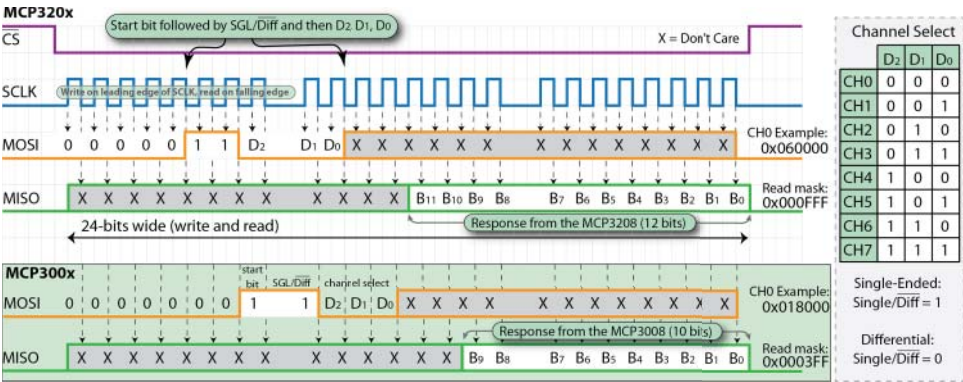 MCP320x
Start bit followed by SGL/Diff and then D2 D1, D0
CS
X = Don't Care
SCLK
Write on leading edge of SCLK, read on falling edge
MOSI 0 0 0 0 0 1 1 D2 D1 D0 X X X X X X X X X X X X X X
CH0 Example:
0x060000
MISO X X X X X X X X X X X X B11 B10 B9 B8 B7 B6 B5 B4 B3 B2 B1 B0
Read mask:
0x000FFF
24-bits wide (write and read)
Response from the MCP3208 (12 bits)
MCP300x
start
bit
SGL/Diff
channel select
MOSI 0 0 0 0 0 0 0 1 1 D2 D1 D0 X X X X X X X X X X X X
CH0 Example:
0x018000
Response from the MCP3008 (10 bits)
MISO X X X X X X X X X X X X X X B9 B8 B7 B6 B5 B4 B3 B2 B1 B0
Read mask:
0x0003FF
Channel Select
D2 D1 D0
CH0 0 0 0
CH1 0 0 1
CH2 0 1 0
CH3 0 1 1
CH4 1 0 0
CH5 1 0 1
CH6 1 1 0
CH7 1 1 1
Single-Ended:
Single/Diff = 1
Differential:
Single/Diff = 0